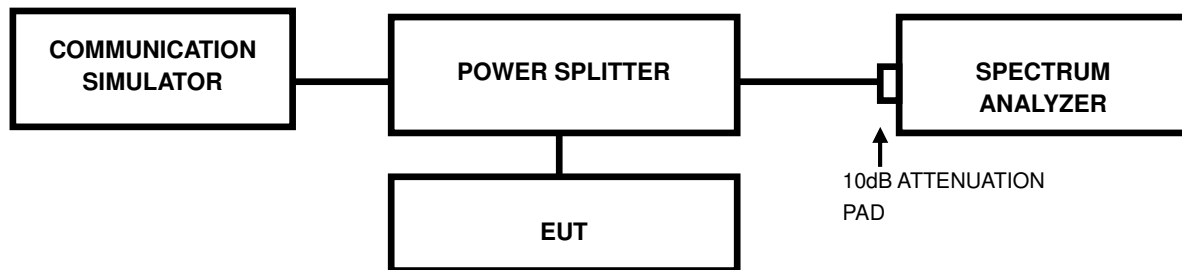 COMMUNICATION
SIMULATOR
POWER SPLITTER
SPECTRUM
ANALYZER
10dB ATTENUATION
PAD
EUT